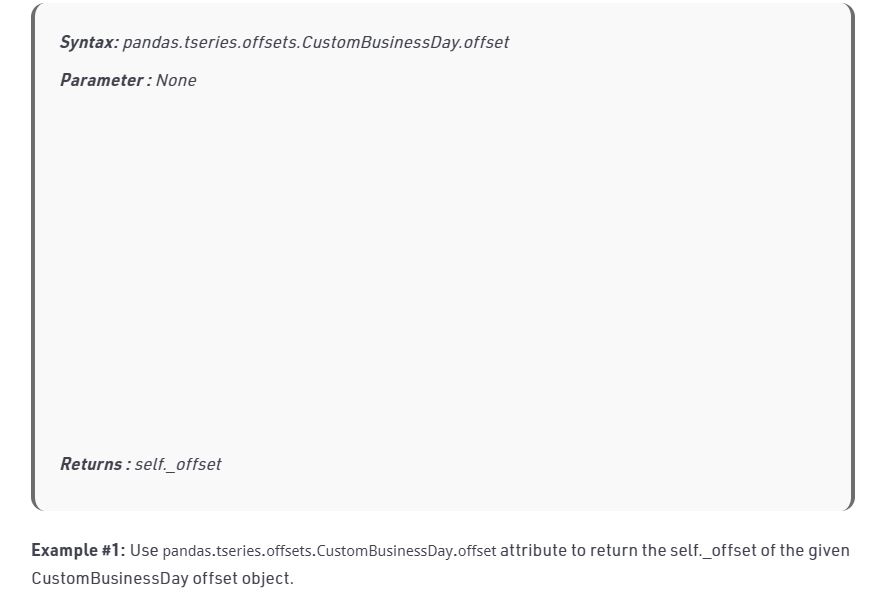 Syntax: pandas.tseries.offsets.CustomBusinessDay.offset
Parameter : None
Returns : self._offset
Example #1: Use pandas.tseries.offsets.CustomBusinessDay.offset attribute to return the self._offset of the given
CustomBusinessDay offset object.